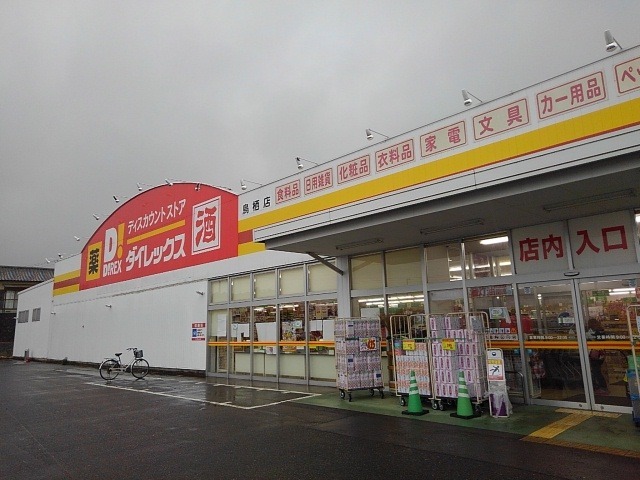 薬
D!
DiREX
ディスカウントストア
ダイレックス
酒
鳥栖店
食料品
日用雑貨
化粧品
衣料品
家電
文具
カー用品
ペッ
店内入口